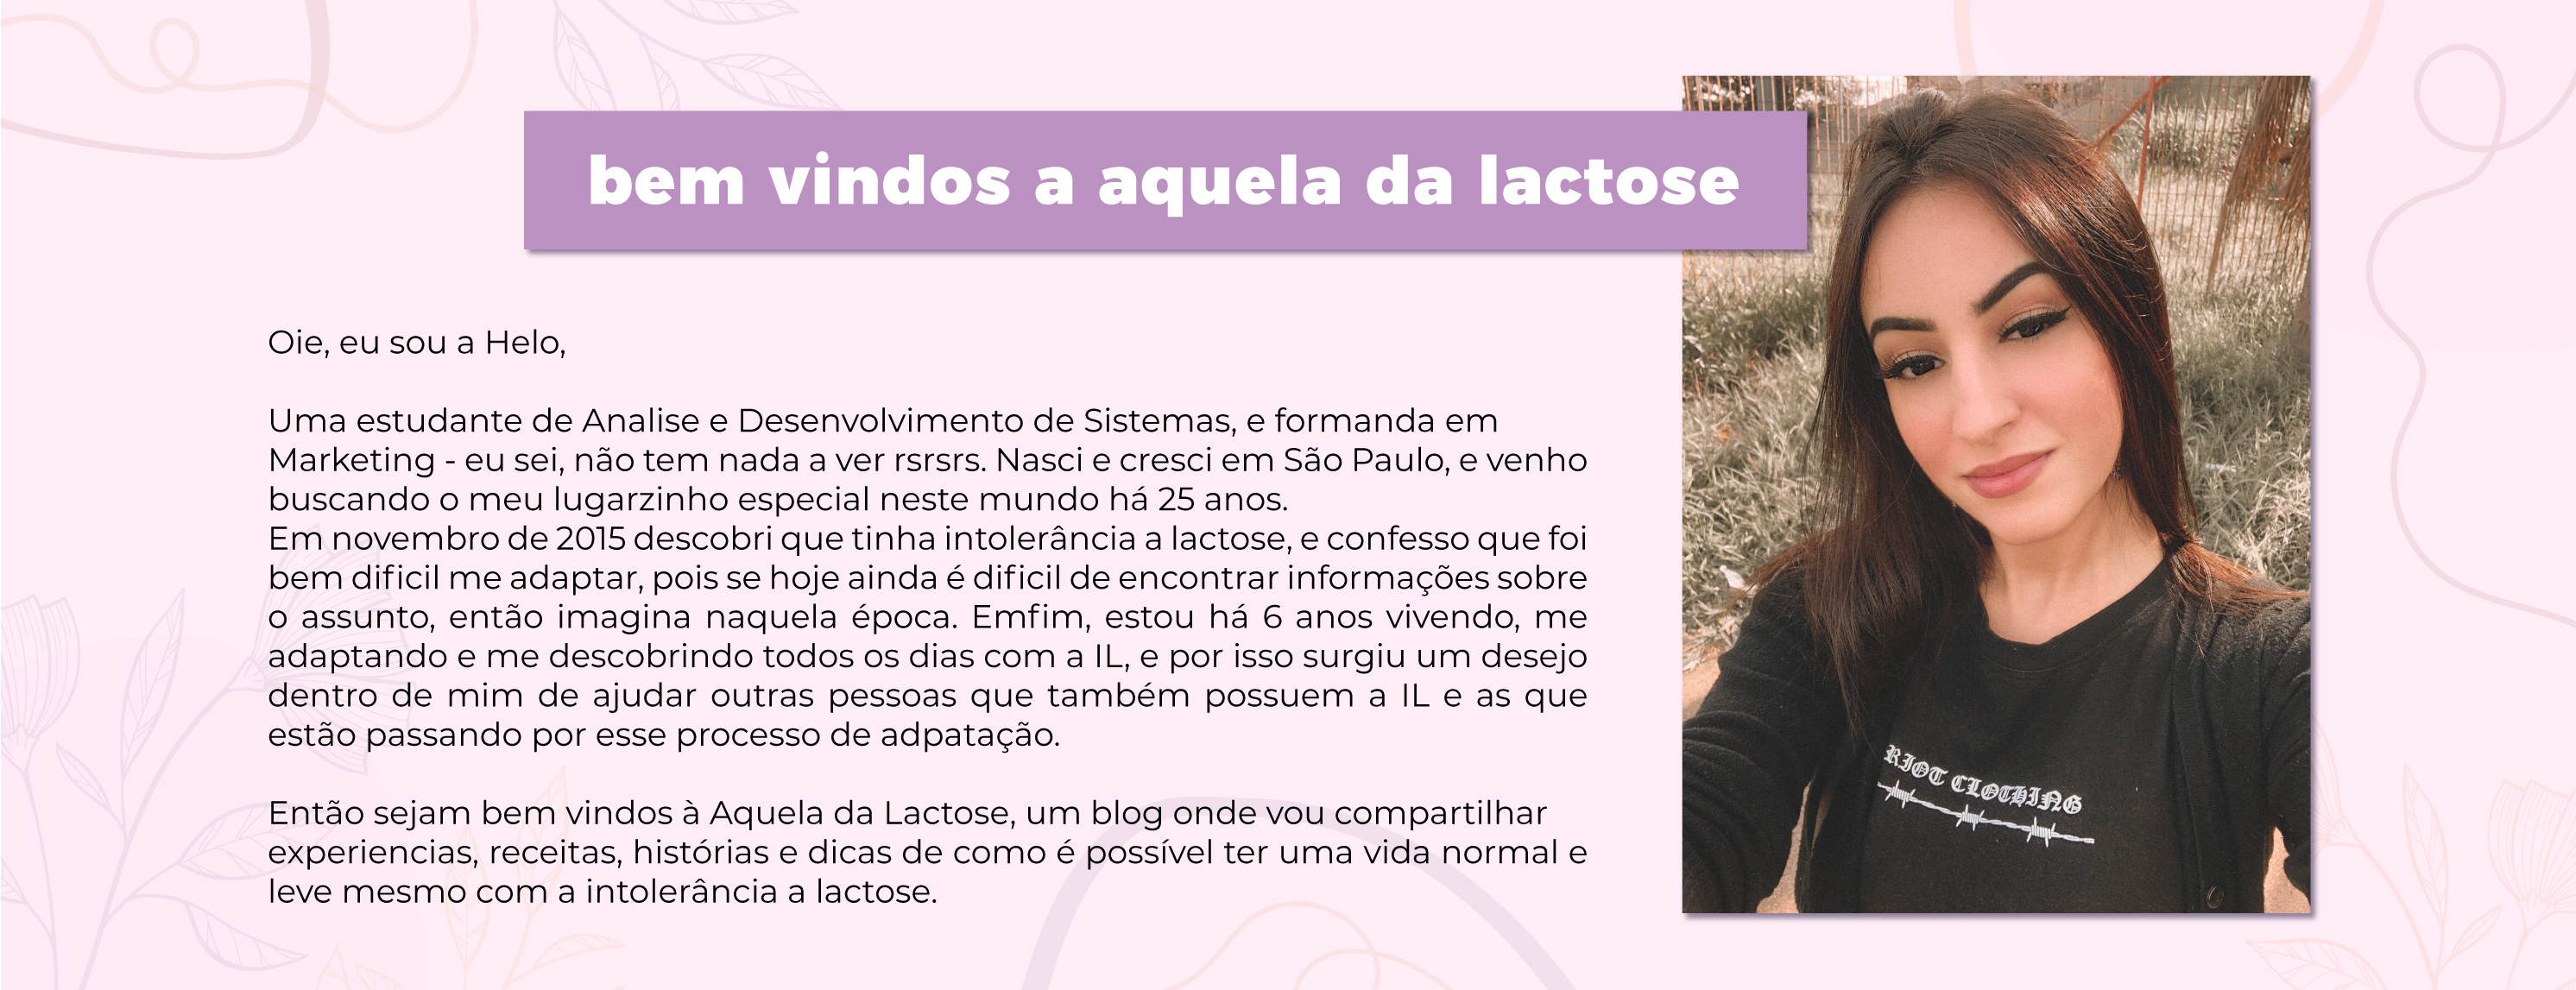 bem vindos a aquela da lactose
Oie, eu sou a Helo,
Uma estudante de Analise e Desenvolvimento de Sistemas, e formanda em
Marketing - eu sei, não tem nada a ver rsrsrs. Nasci e cresci em São Paulo, e venho
buscando o meu lugarzinho especial neste mundo há 25 anos.
Em novembro de 2015 descobri que tinha intolerância a lactose, e confesso que foi
bem dificil me adaptar, pois se hoje ainda é dificil de encontrar informações sobre
o assunto, então imagina naquela época. Emfim, estou há 6 anos vivendo, me
adaptando e me descobrindo todos os dias com a IL, e por isso surgiu um desejo
dentro de mim de ajudar outras pessoas que também possuem a IL e as que
estão passando por esse processo de adpatação.
Então sejam bem vindos à Aquela da Lactose, um blog onde vou compartilhar
experiencias, receitas, histórias e dicas de como é possível ter uma vida normal e
leve mesmo com a intolerância a lactose.
RIOT CLOTHING